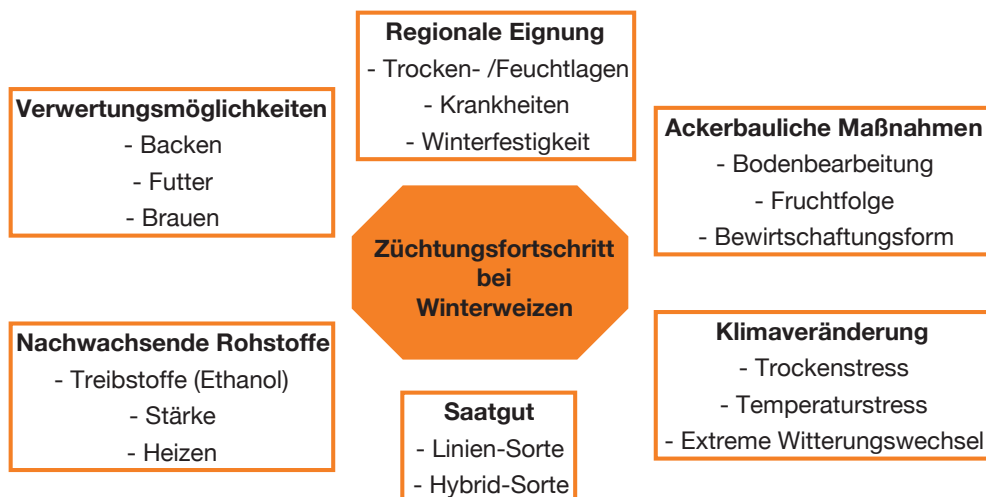 Regionale Eignung
- Trocken- /Feuchtlagen
- Krankheiten
- Winterfestigkeit
Verwertungsmöglichkeiten
- Backen
- Futter
- Brauen
Ackerbauliche Maßnahmen
- Bodenbearbeitung
- Fruchtfolge
- Bewirtschaftungsform
Züchtungsfortschritt
bei
Winterweizen
Nachwachsende Rohstoffe
- Treibstoffe (Ethanol)
- Stärke
- Heizen
Saatgut
- Linien-Sorte
- Hybrid-Sorte
Klimaveränderung
- Trockenstress
- Temperaturstress
- Extreme Witterungswechsel